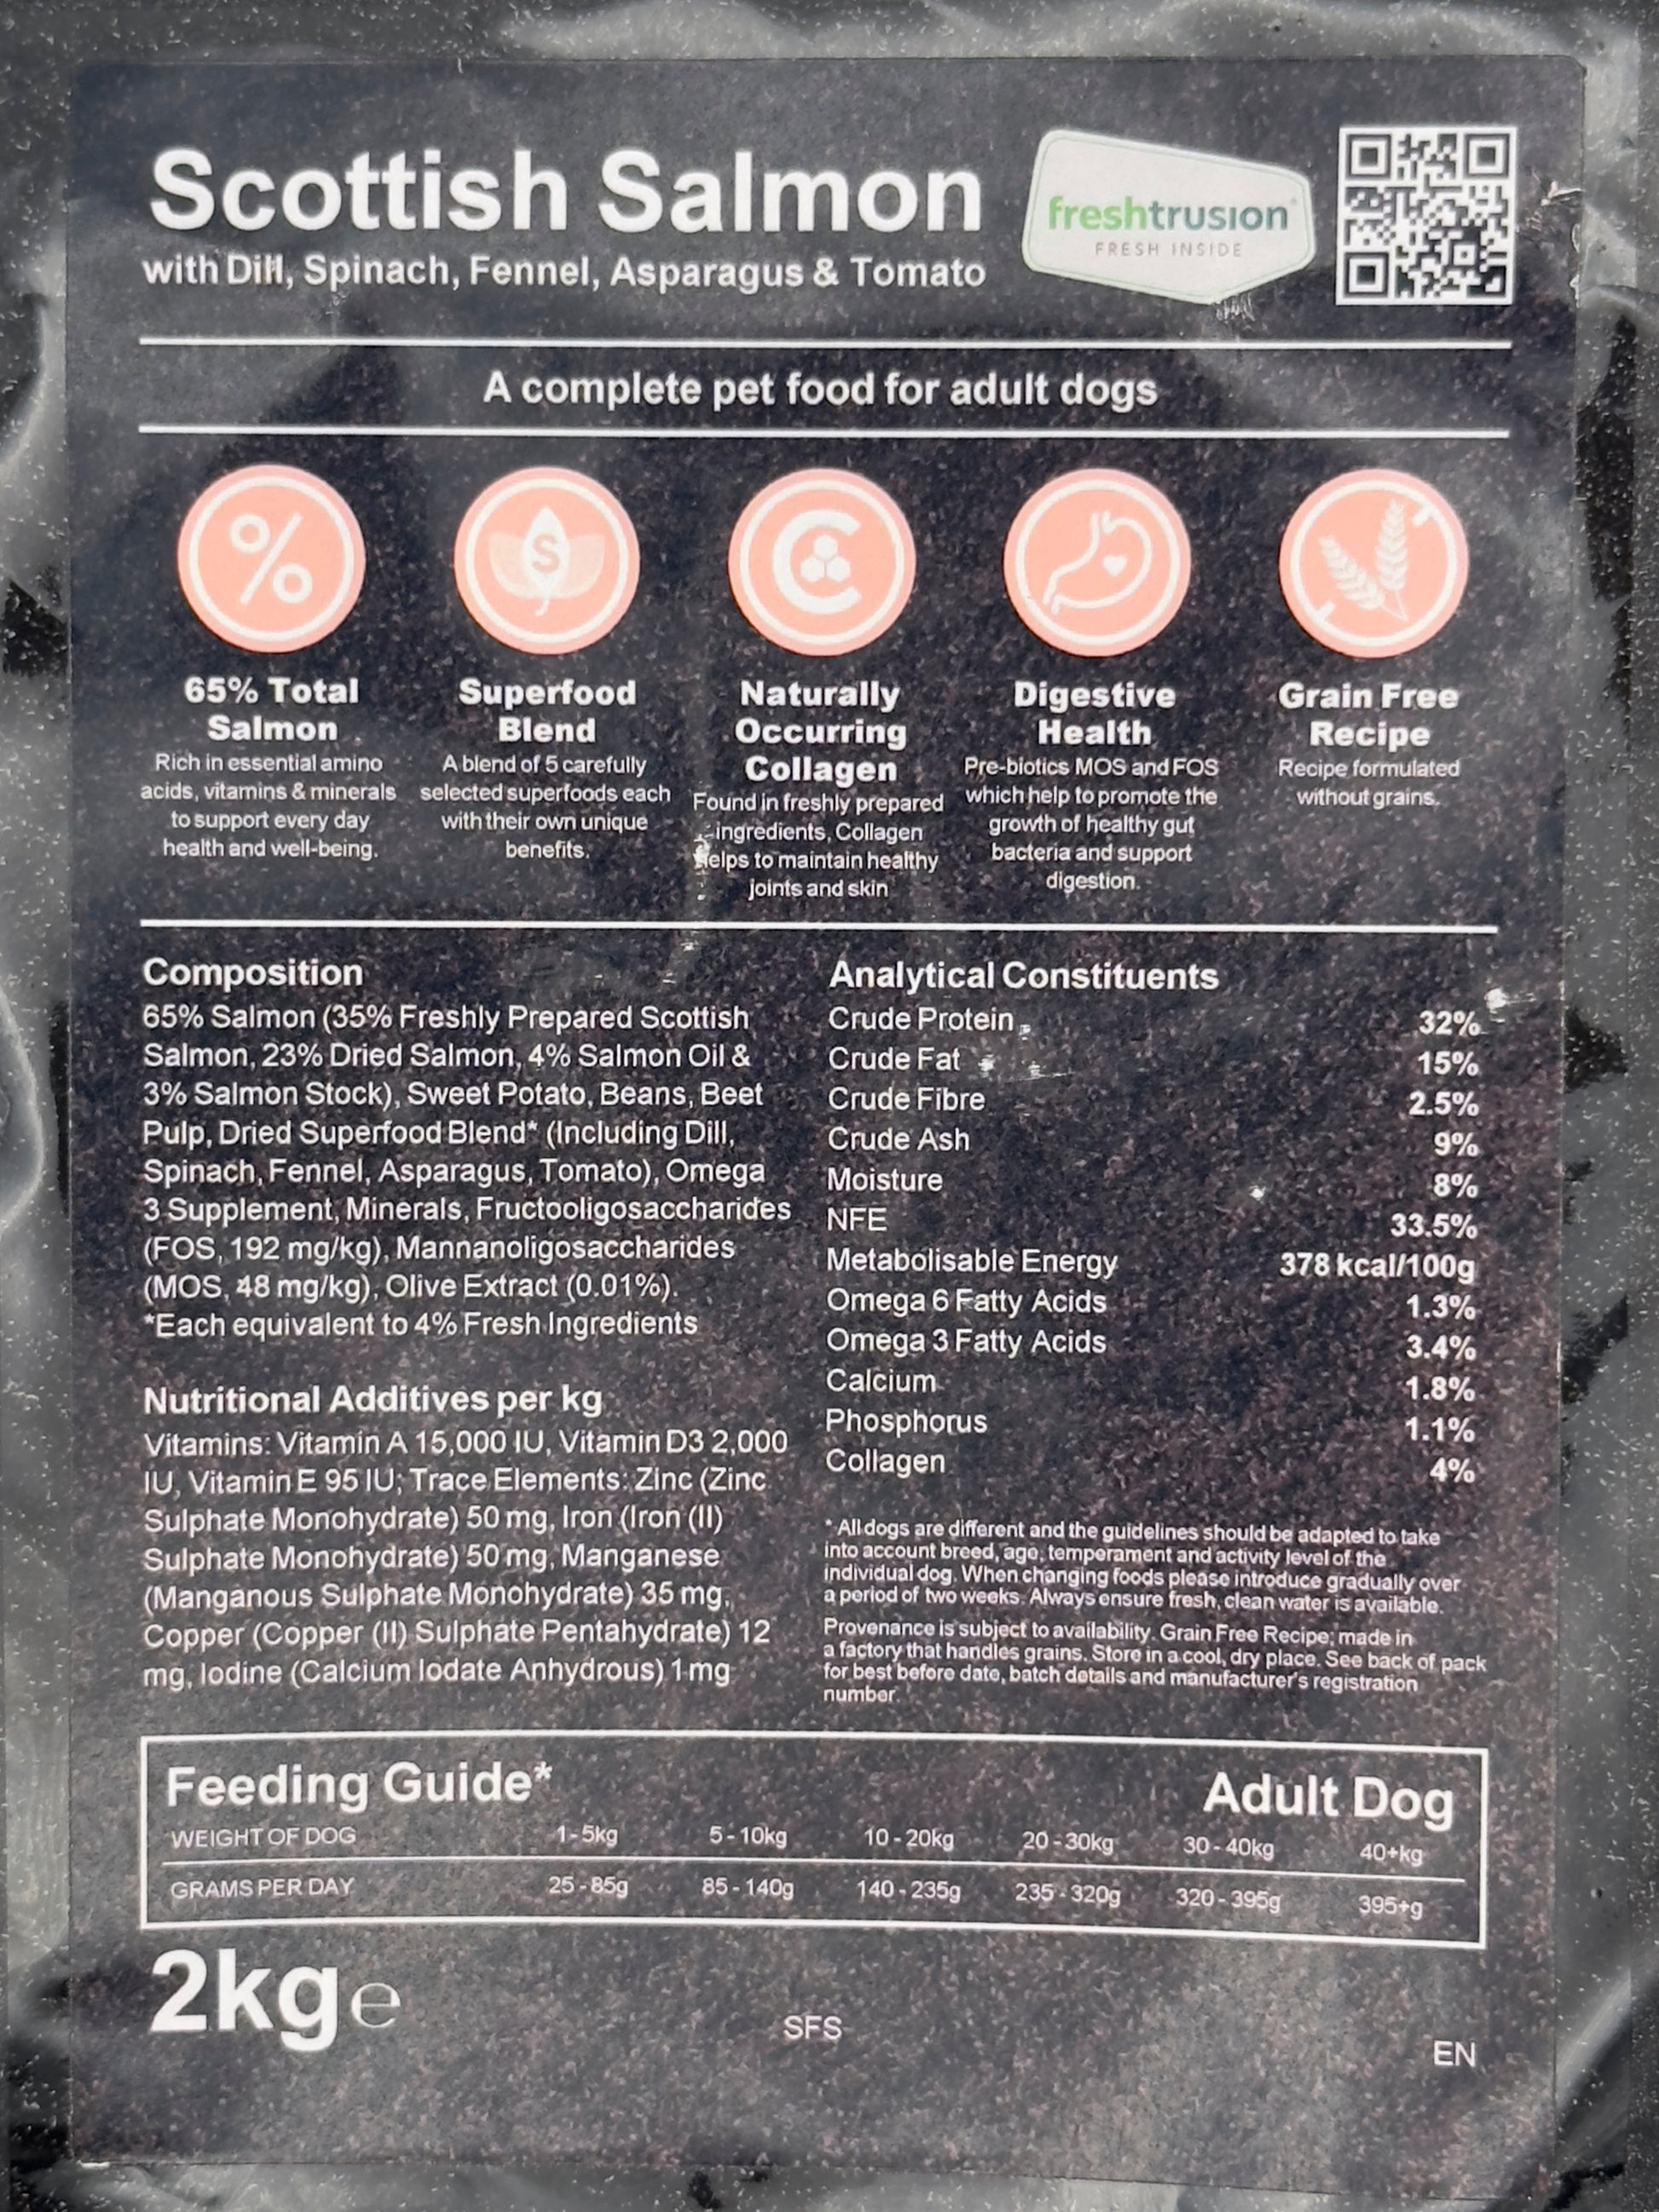 Scottish Salmon
with Dill, Spinach, Fennel, Asparagus & Tomato
freshtrusion
FRESH INSIDE
A complete pet food for adult dogs
65% Total
Salmon
Rich in essential amino
acids, vitamins & minerals
to support every day
health and well-being.
S
Superfood
Blend
A blend of 5 carefully
selected superfoods each
with their own unique
benefits.
Naturally
Occurring
Collagen
Found in freshly prepared
ingredients, Collagen
helps to maintain healthy
joints and skin
Digestive
Health
Pre-biotics MOS and FOS
which help to promote the
growth of healthy gut
bacteria and support
digestion.
Grain Free
Recipe
Recipe formulated
without grains.
Composition
65% Salmon (35% Freshly Prepared Scottish
Salmon, 23% Dried Salmon, 4% Salmon Oil &
3% Salmon Stock), Sweet Potato, Beans, Beet
Pulp, Dried Superfood Blend* (Including Dill,
Spinach, Fennel, Asparagus, Tomato), Omega
3 Supplement, Minerals, Fructooligosaccharides
(FOS, 192 mg/kg), Mannanoligosaccharides
(MOS, 48 mg/kg), Olive Extract (0.01%).
*Each equivalent to 4% Fresh Ingredients
Nutritional Additives per kg
Vitamins: Vitamin A 15,000 IU, Vitamin D3 2,000
IU, Vitamin E 95 IU; Trace Elements: Zinc (Zinc
Sulphate Monohydrate) 50 mg, Iron (Iron (II)
Sulphate Monohydrate) 50 mg, Manganese
(Manganous Sulphate Monohydrate) 35 mg,
Copper (Copper (II) Sulphate Pentahydrate) 12
mg, Iodine (Calcium Iodate Anhydrous) 1 mg
Analytical Constituents
Crude Protein 32%
Crude Fat 15%
Crude Fibre 2.5%
Crude Ash 9%
Moisture 8%
NFE 33.5%
Metabolisable Energy 378 kcal/100g
Omega 6 Fatty Acids 1.3%
Omega 3 Fatty Acids 3.4%
Calcium 1.8%
Phosphorus 1.1%
Collagen 4%
* All dogs are different and the guidelines should be adapted to take
into account breed, age, temperament and activity level of the
individual dog. When changing foods please introduce gradually over
a period of two weeks. Always ensure fresh, clean water is available.
Provenance is subject to availability. Grain Free Recipe; made in
a factory that handles grains. Store in a cool, dry place. See back of pack
for best before date, batch details and manufacturer's registration
number.
Feeding Guide* Adult Dog
WEIGHT OF DOG 1 - 5kg 5 - 10kg 10 - 20kg 20 - 30kg 30 - 40kg 40+kg
GRAMS PER DAY 25 - 85g 85 - 140g 140 - 235g 235 - 320g 320 - 395g 395+g
2kg e
SFS
EN